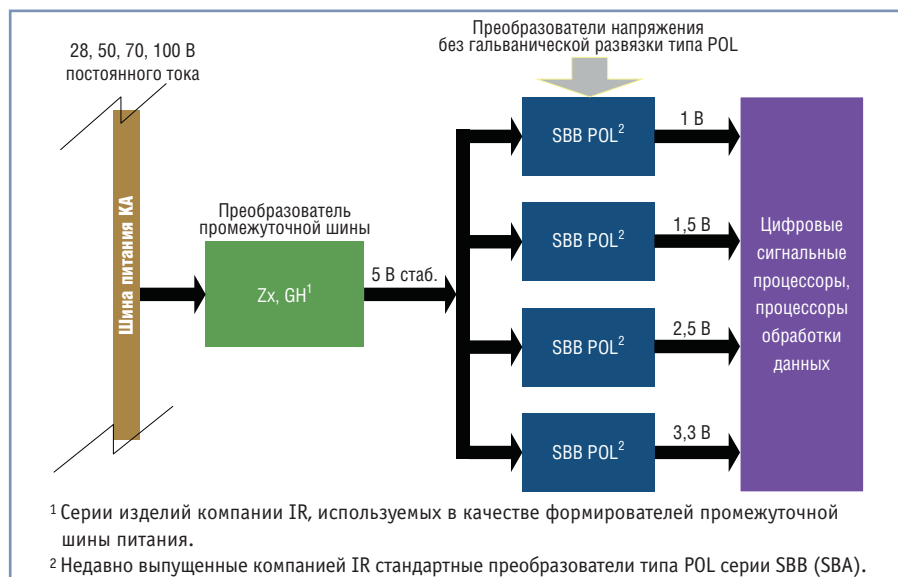 28, 50, 70, 100 В
постоянного тока
Преобразователи напряжения
без гальванической развязки типа POL
Шина питания КА
Преобразователь
промежуточной шины
Zx, GH¹
5 В стаб.
SBB POL²
1 В
SBB POL²
1,5 В
SBB POL²
2,5 В
SBB POL²
3,3 В
Цифровые
сигнальные
процессоры,
процессоры
обработки
данных
¹ Серии изделий компании IR, используемых в качестве формирователей промежуточной
шины питания.
² Недавно выпущенные компанией IR стандартные преобразователи типа POL серии SBB (SBA).